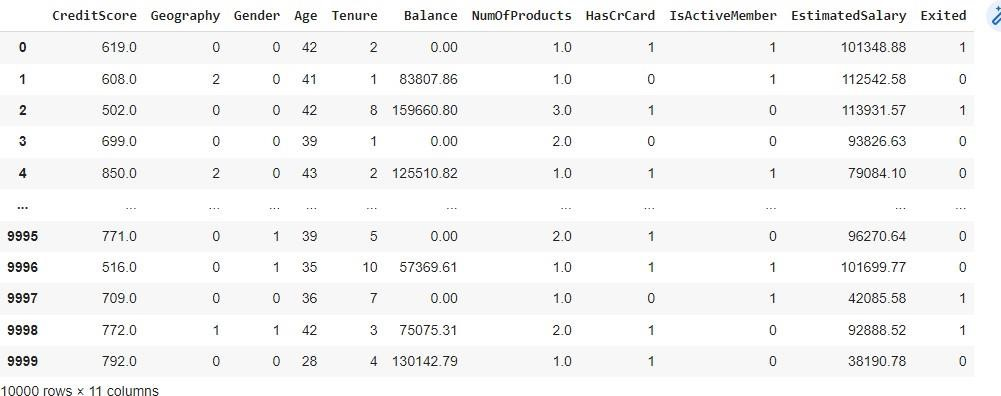 CreditScore Geography Gender Age Tenure Balance NumOfProducts HasCrCard IsActiveMember EstimatedSalary Exited
0 619.0 0 0 42 2 0.00 1.0 1 1 101348.88 1
1 608.0 2 0 41 1 83807.86 1.0 0 1 112542.58 0
2 502.0 0 0 42 8 159660.80 3.0 1 0 113931.57 1
3 699.0 0 0 39 1 0.00 2.0 0 0 93826.63 0
4 850.0 2 0 43 2 125510.82 1.0 1 1 79084.10 0
... ... ... ... ... ... ... ... ... ... ... ...
9995 771.0 0 1 39 5 0.00 2.0 1 0 96270.64 0
9996 516.0 0 1 35 10 57369.61 1.0 1 1 101699.77 0
9997 709.0 0 0 36 7 0.00 1.0 0 1 42085.58 1
9998 772.0 1 1 42 3 75075.31 2.0 1 0 92888.52 1
9999 792.0 0 0 28 4 130142.79 1.0 1 0 38190.78 0
10000 rows × 11 columns